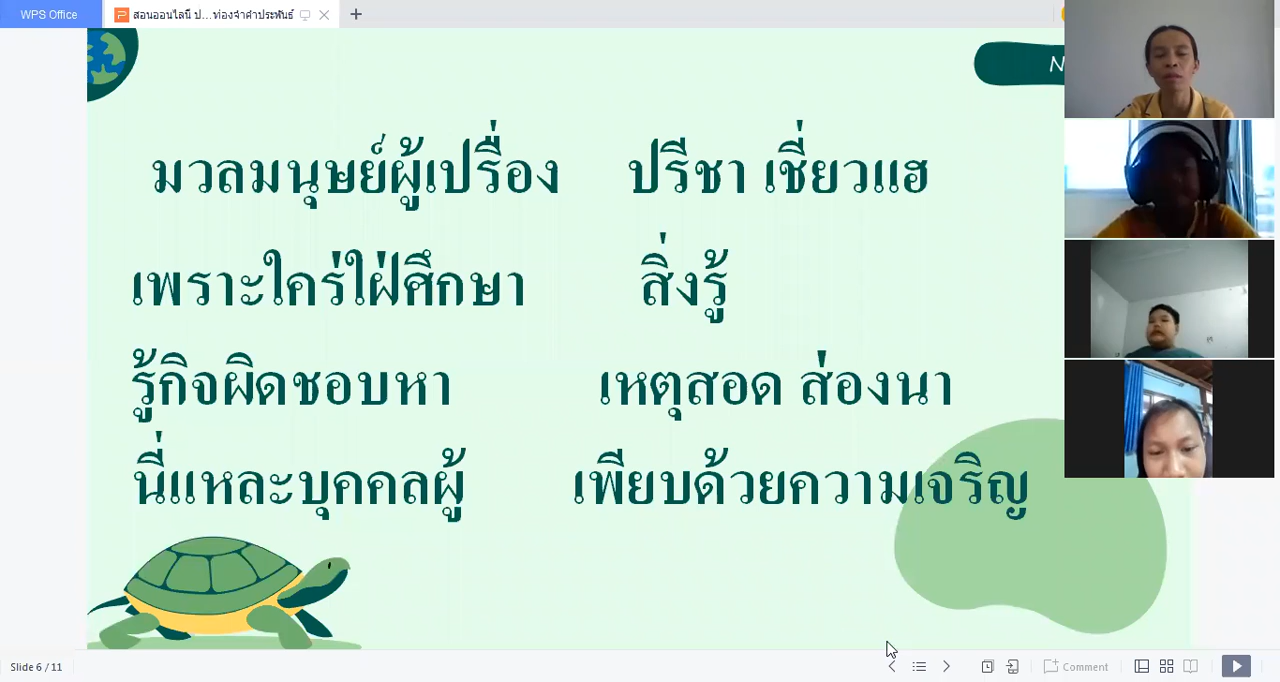 WPS Office
สอนออนไลน์ ป...ท่องจำคำประพันธ์
N
มวลมนุษย์ผู้เปรื่อง ปรีชา เชี่ยวแฮ
เพราะใคร่ใฝ่ศึกษา สิ่งรู้
รู้กิจผิดชอบหา เหตุสอด ส่องนา
นี่แหละบุคคลผู้ เพียบด้วยความเจริญ
Slide 6 / 11
Comment